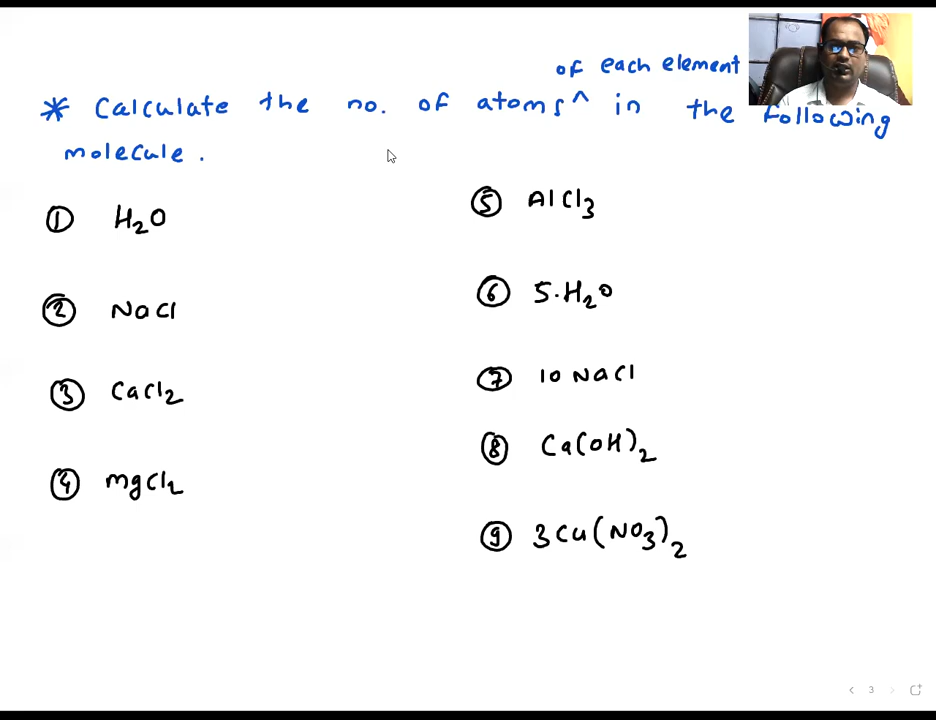 of each element
* Calculate the no. of atoms ^ in the following
molecule.
① H₂O
② NaCl
③ CaCl₂
④ mgCl₂
⑤ AlCl₃
⑥ 5·H₂O
⑦ 10 NaCl
⑧ Ca(OH)₂
⑨ 3Cu(NO₃)₂
3